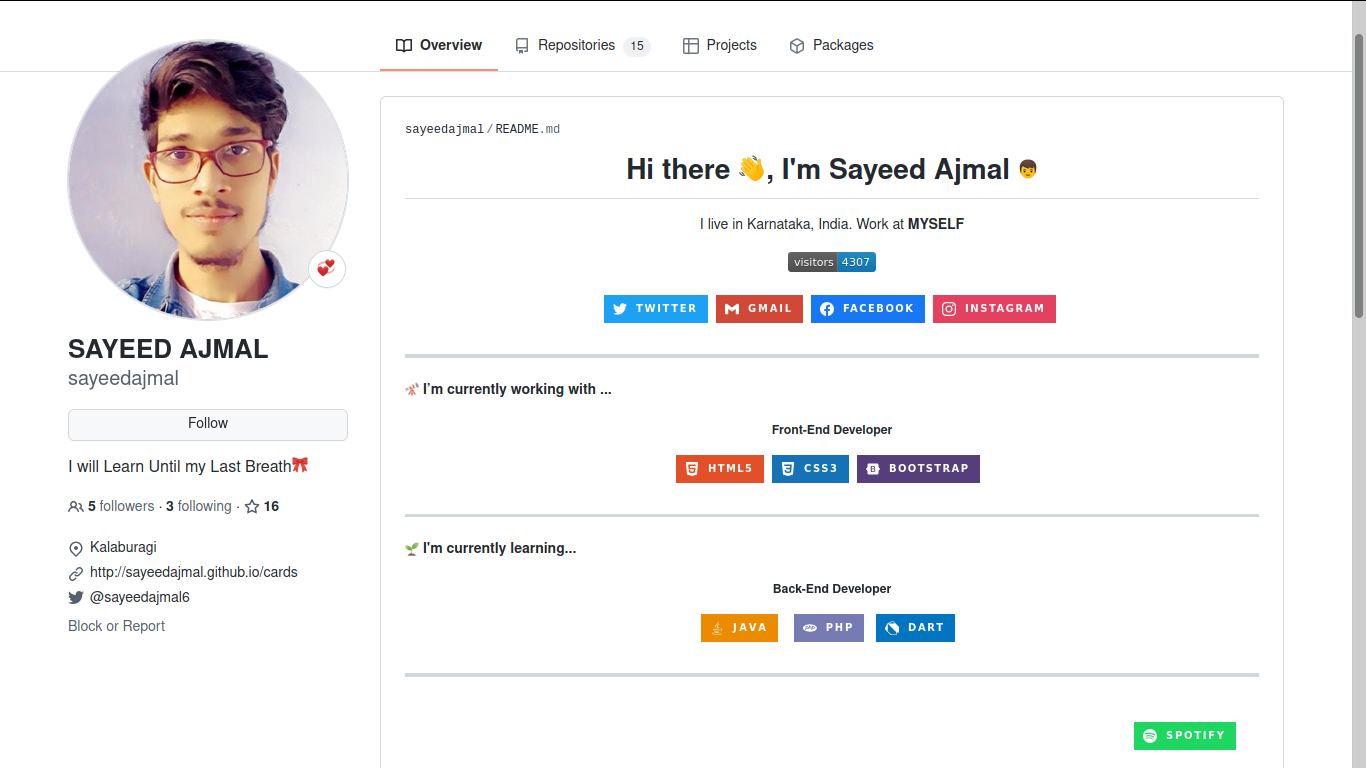 Overview Repositories 15 Projects Packages
SAYEED AJMAL
sayeedajmal
Follow
I will Learn Until my Last Breath🎀
5 followers · 3 following · 16
Kalaburagi
http://sayeedajmal.github.io/cards
@sayeedajmal6
Block or Report
sayeedajmal/README.md
Hi there 👋, I'm Sayeed Ajmal 👦
I live in Karnataka, India. Work at MYSELF
visitors 4307
TWITTER GMAIL FACEBOOK INSTAGRAM
🔭 I’m currently working with ...
Front-End Developer
HTML5 CSS3 BOOTSTRAP
🌱 I'm currently learning...
Back-End Developer
JAVA PHP DART
SPOTIFY